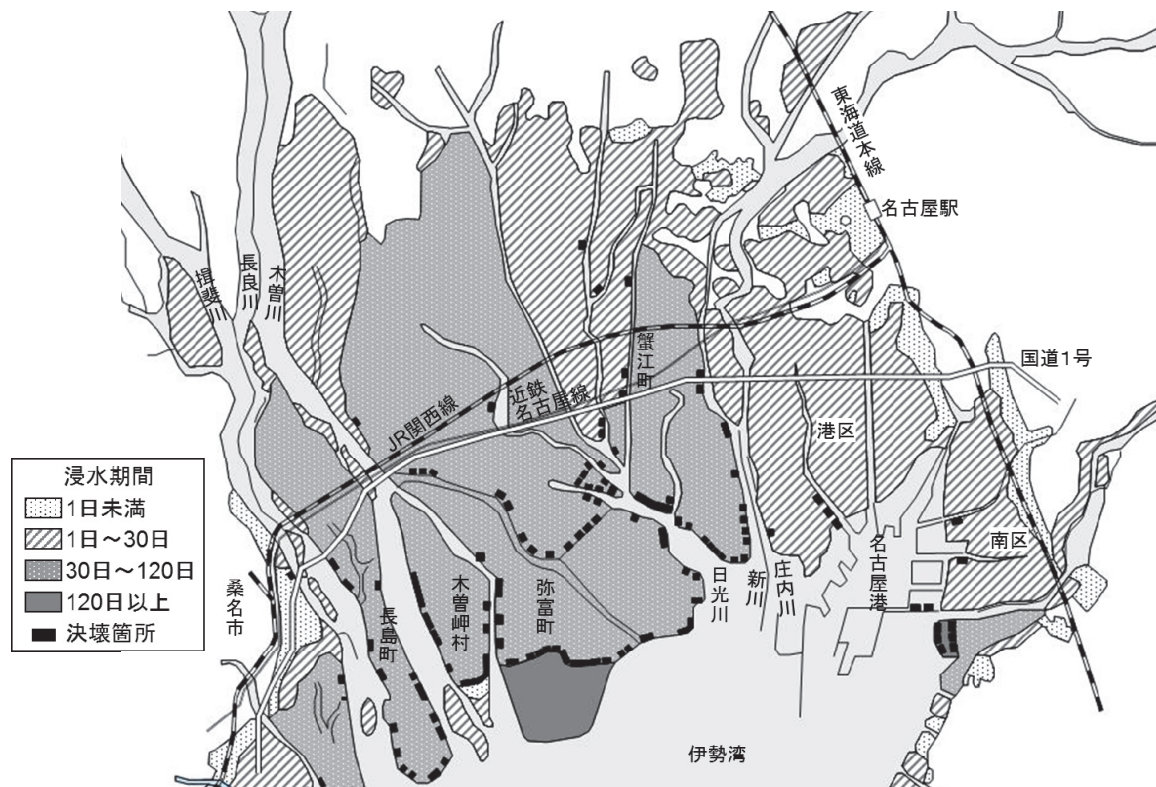 東海道本線
名古屋駅
揖斐川
長良川
木曽川
国道1号
蟹江町
近鉄
名古屋線
JR関西線
港区
浸水期間
1日未満
1日～30日
30日～120日
120日以上
決壊箇所
南区
名古屋港
庄内川
新川
日光川
弥富町
木曽岬村
長島町
桑名市
伊勢湾